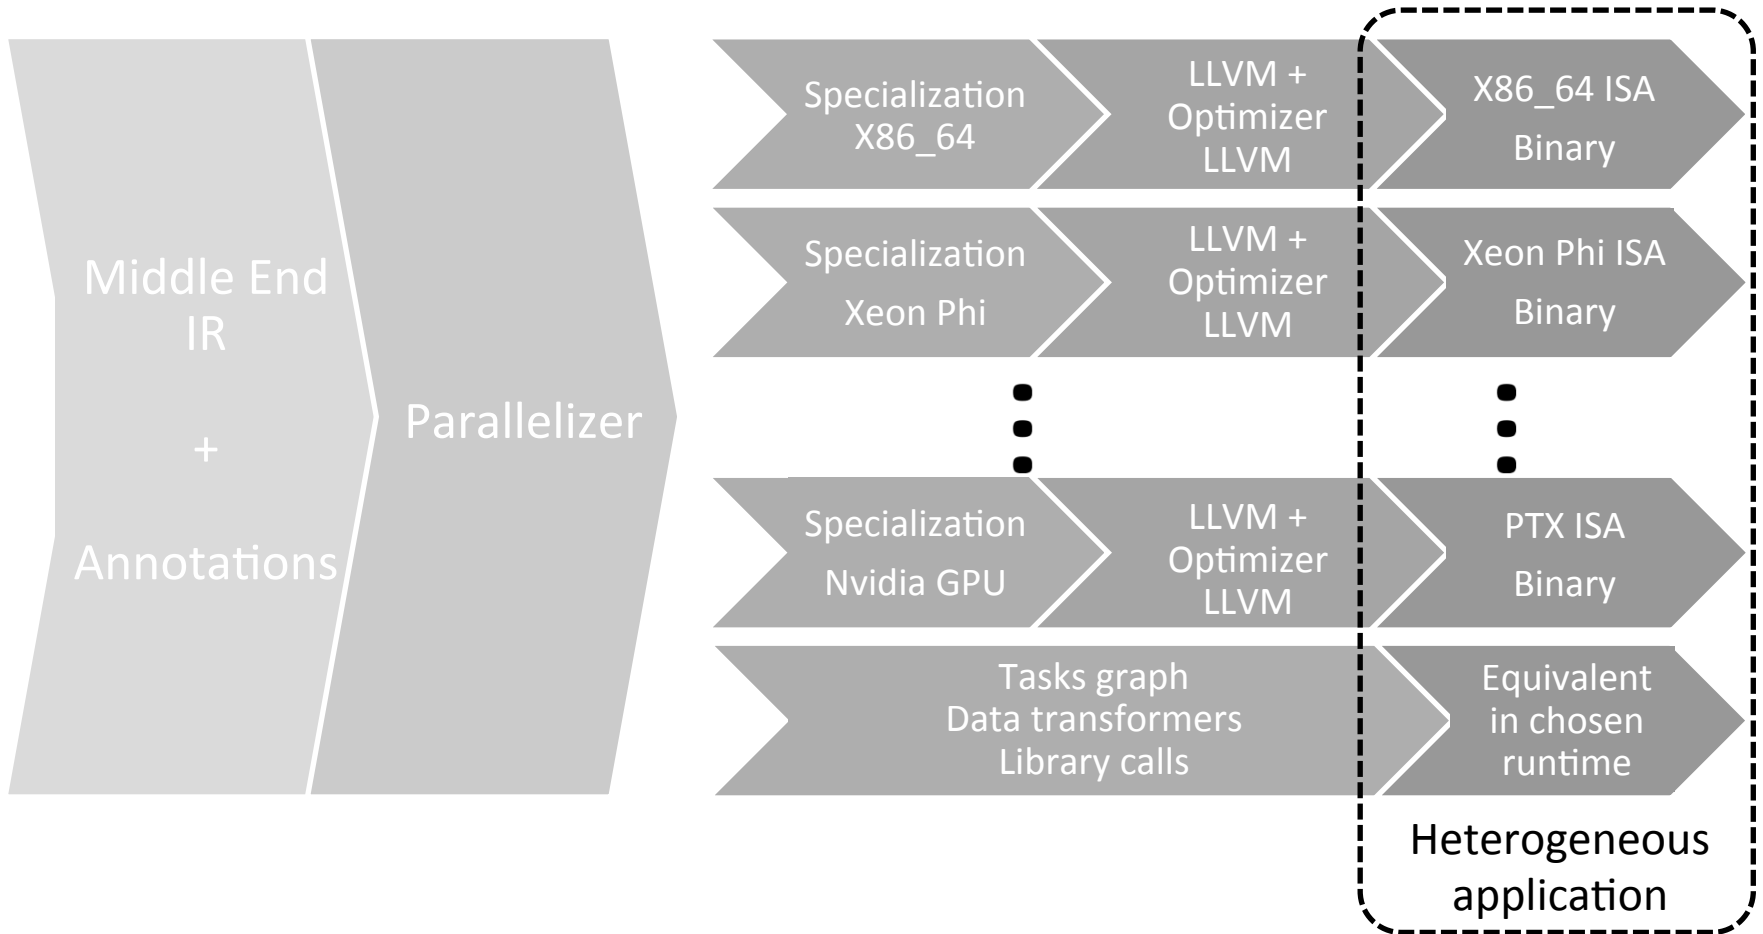 Middle End
IR
+
Annotations
Parallelizer
Specialization
X86_64
LLVM +
Optimizer
LLVM
X86_64 ISA
Binary
Specialization
Xeon Phi
LLVM +
Optimizer
LLVM
Xeon Phi ISA
Binary
Specialization
Nvidia GPU
LLVM +
Optimizer
LLVM
PTX ISA
Binary
Tasks graph
Data transformers
Library calls
Equivalent
in chosen
runtime
Heterogeneous
application